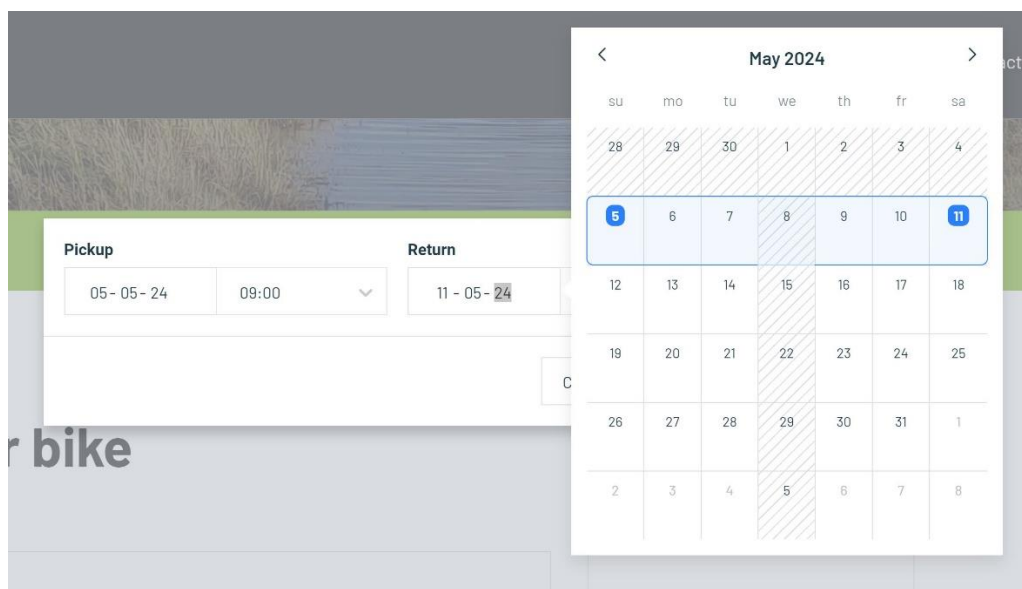 act
Pickup
Return
05 - 05 - 24
09:00
11 - 05 - 24
C
r bike
May 2024
su mo tu we th fr sa
28 29 30 1 2 3 4
5 6 7 8 9 10 11
12 13 14 15 16 17 18
19 20 21 22 23 24 25
26 27 28 29 30 31 1
2 3 4 5 6 7 8